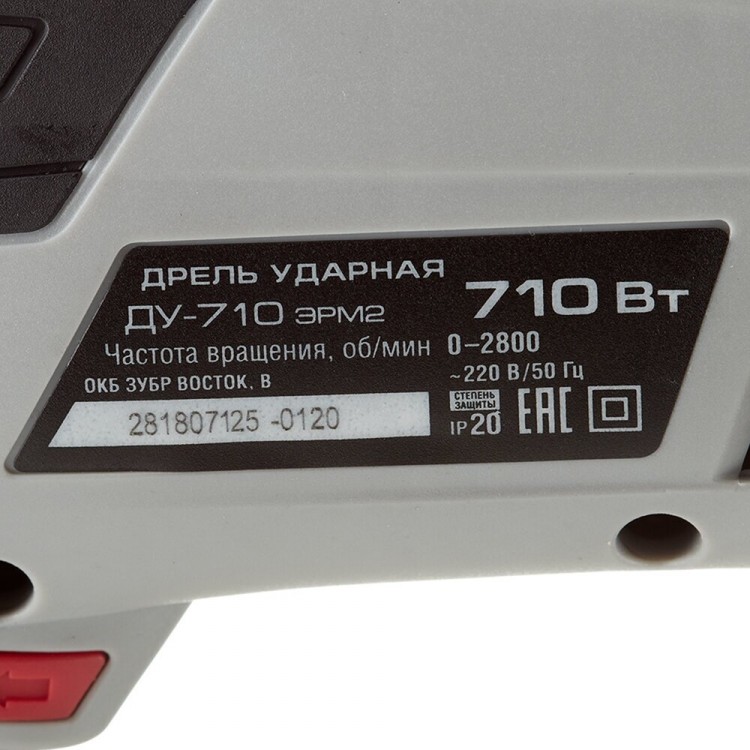 ДРЕЛЬ УДАРНАЯ
ДУ-710 ЭРМ2
710 Вт
Частота вращения, об/мин 0-2800
~220 В/50 Гц
ОКБ ЗУБР ВОСТОК, В
281807125 -0120
СТЕПЕНЬ
ЗАЩИТЫ
IP20
EAC